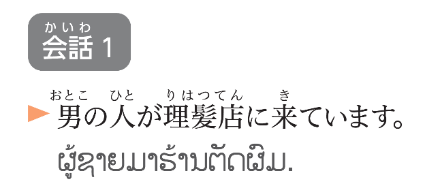 かいわ
会話 1
おとこ ひと りはつてん き
男の人が理髪店に来ています。
ຜູ້ຊາຍມາຮ້ານຕັດຜົມ.